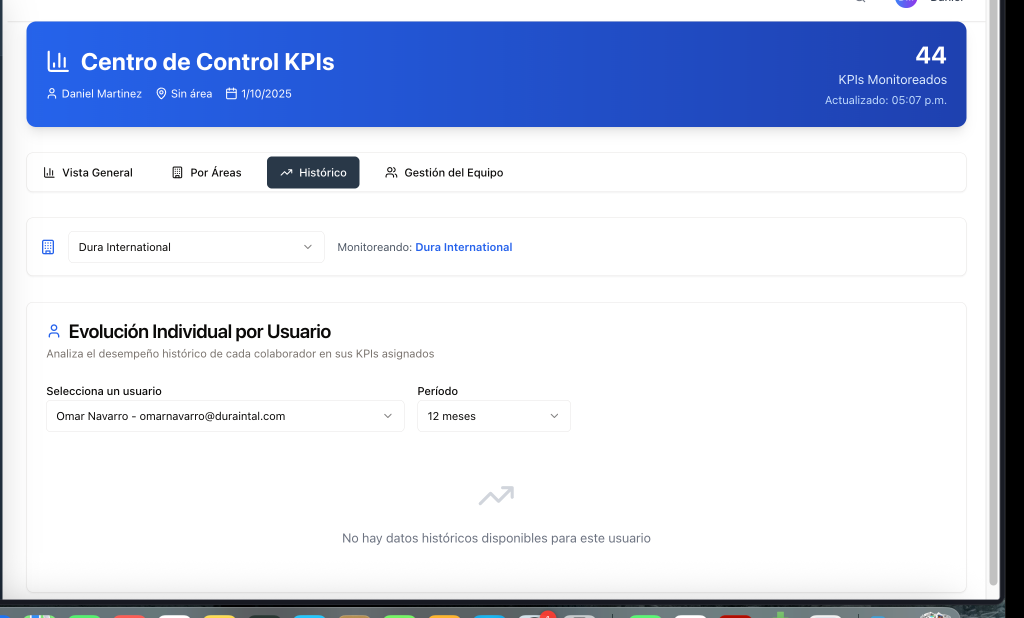 Centro de Control KPIs
Daniel Martinez Sin área 1/10/2025
44
KPIs Monitoreados
Actualizado: 05:07 p.m.
Vista General Por Áreas Histórico Gestión del Equipo
Dura International Monitoreando: Dura International
Evolución Individual por Usuario
Analiza el desempeño histórico de cada colaborador en sus KPIs asignados
Selecciona un usuario Período
Omar Navarro - omarnavarro@duraintal.com 12 meses
No hay datos históricos disponibles para este usuario